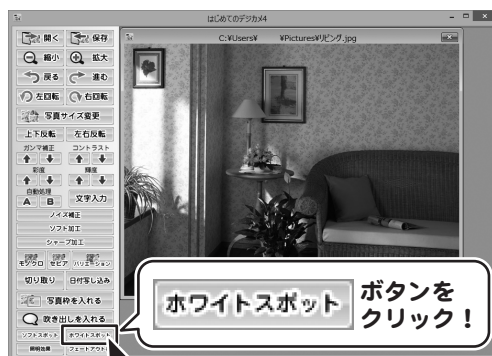 はじめてのデジカメ4
開く 保存
C:¥Users¥ ¥Pictures¥リビング.jpg
縮小 拡大
戻る 進む
左回転 右回転
写真サイズ変更
上下反転 左右反転
ガンマ補正 コントラスト
彩度 輝度
自動処理
A B 文字入力
ノイズ補正
ソフト加工
シャープ加工
モノクロ セピア バリエーション
切り取り 日付写し込み
写真枠を入れる
吹き出しを入れる
ソフトスポット ホワイトスポット
照明効果 フェードアウト
ホワイトスポット ボタンを
クリック!